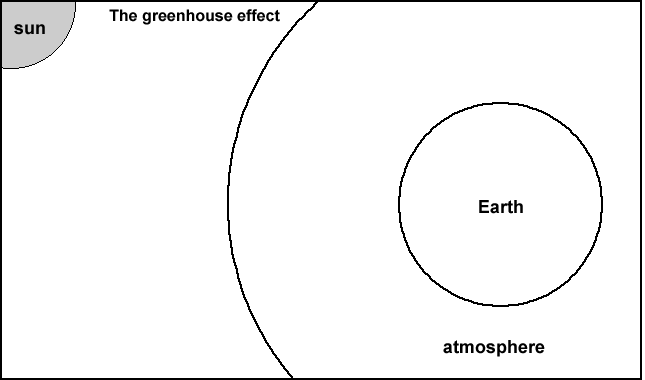 The greenhouse effect
sun
Earth
atmosphere